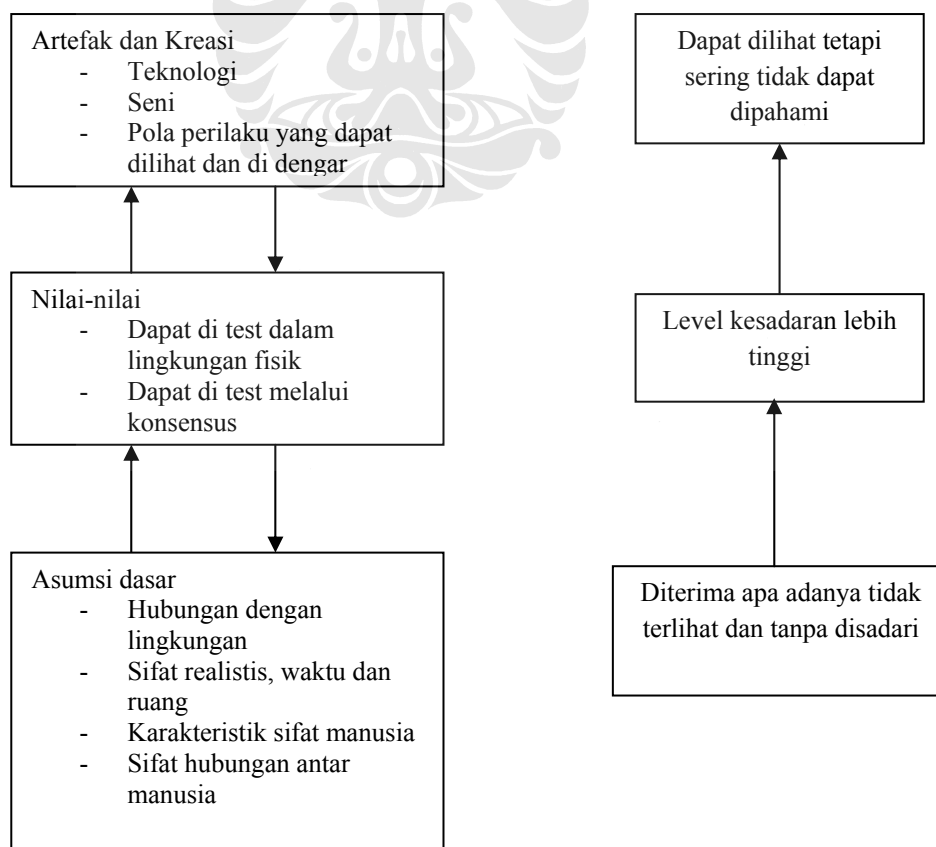 Artefak dan Kreasi
- Teknologi
- Seni
- Pola perilaku yang dapat
dilihat dan di dengar
Nilai-nilai
- Dapat di test dalam
lingkungan fisik
- Dapat di test melalui
konsensus
Asumsi dasar
- Hubungan dengan
lingkungan
- Sifat realistis, waktu dan
ruang
- Karakteristik sifat manusia
- Sifat hubungan antar
manusia
Dapat dilihat tetapi
sering tidak dapat
dipahami
Level kesadaran lebih
tinggi
Diterima apa adanya tidak
terlihat dan tanpa disadari